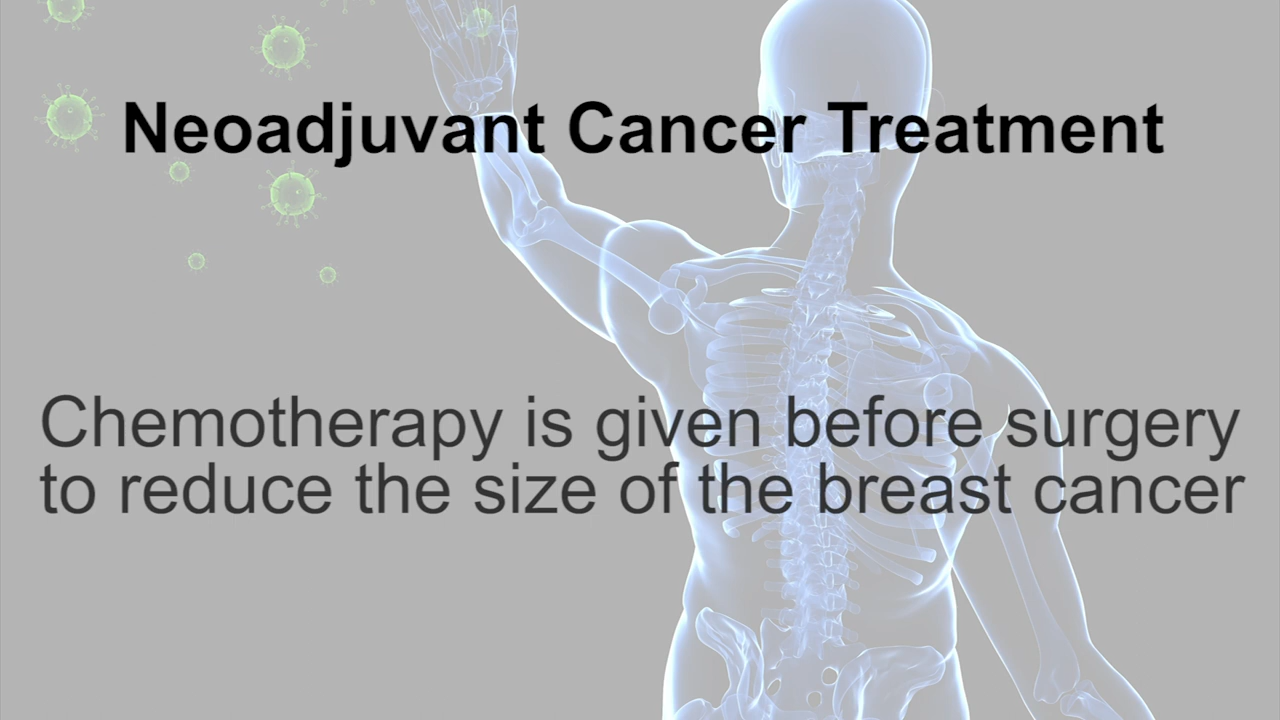 Neoadjuvant Cancer Treatment
Chemotherapy is given before surgery
to reduce the size of the breast cancer